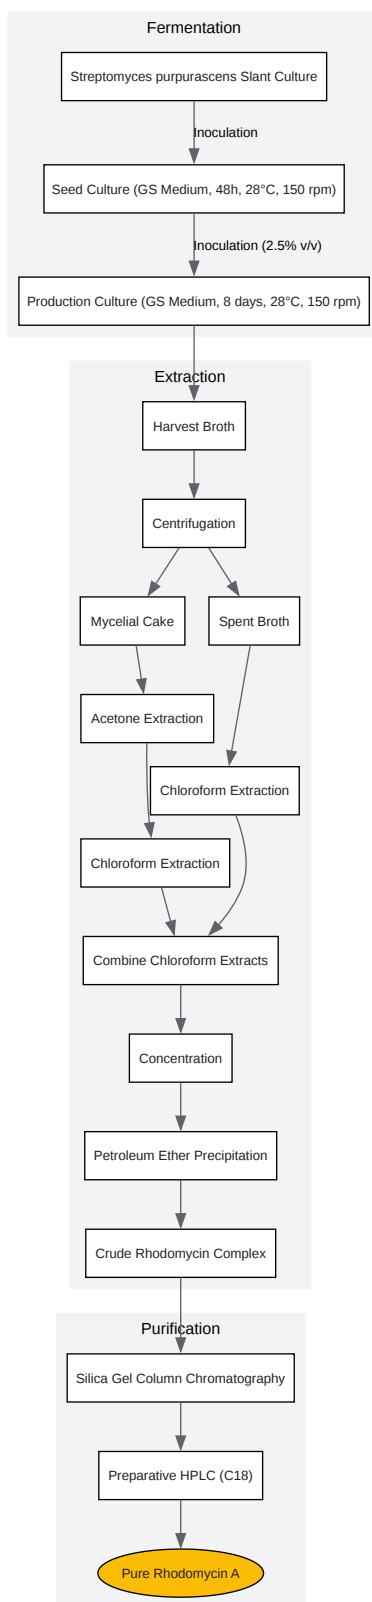 Fermentation
Streptomyces purpurascens Slant Culture
Inoculation
Seed Culture (GS Medium, 48h, 28°C, 150 rpm)
Inoculation (2.5% v/v)
Production Culture (GS Medium, 8 days, 28°C, 150 rpm)
Extraction
Harvest Broth
Centrifugation
Mycelial Cake
Spent Broth
Acetone Extraction
Chloroform Extraction
Chloroform Extraction
Combine Chloroform Extracts
Concentration
Petroleum Ether Precipitation
Crude Rhodomycin Complex
Purification
Silica Gel Column Chromatography
Preparative HPLC (C18)
Pure Rhodomycin A